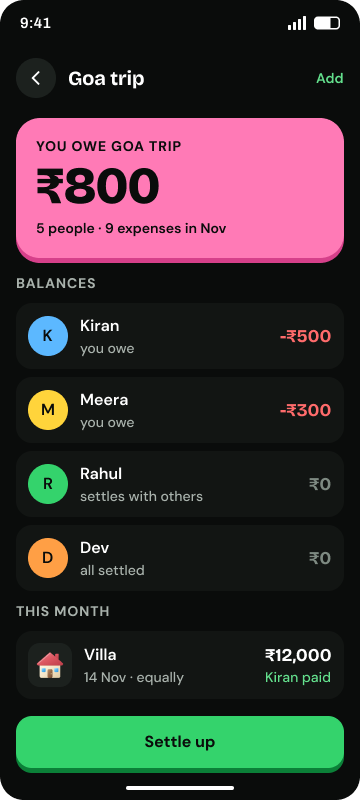 9:41
Goa trip
Add
YOU OWE GOA TRIP
₹800
5 people · 9 expenses in Nov
BALANCES
K
Kiran
you owe
-₹500
M
Meera
you owe
-₹300
R
Rahul
settles with others
₹0
D
Dev
all settled
₹0
THIS MONTH
Villa
₹12,000
14 Nov · equally
Kiran paid
Settle up